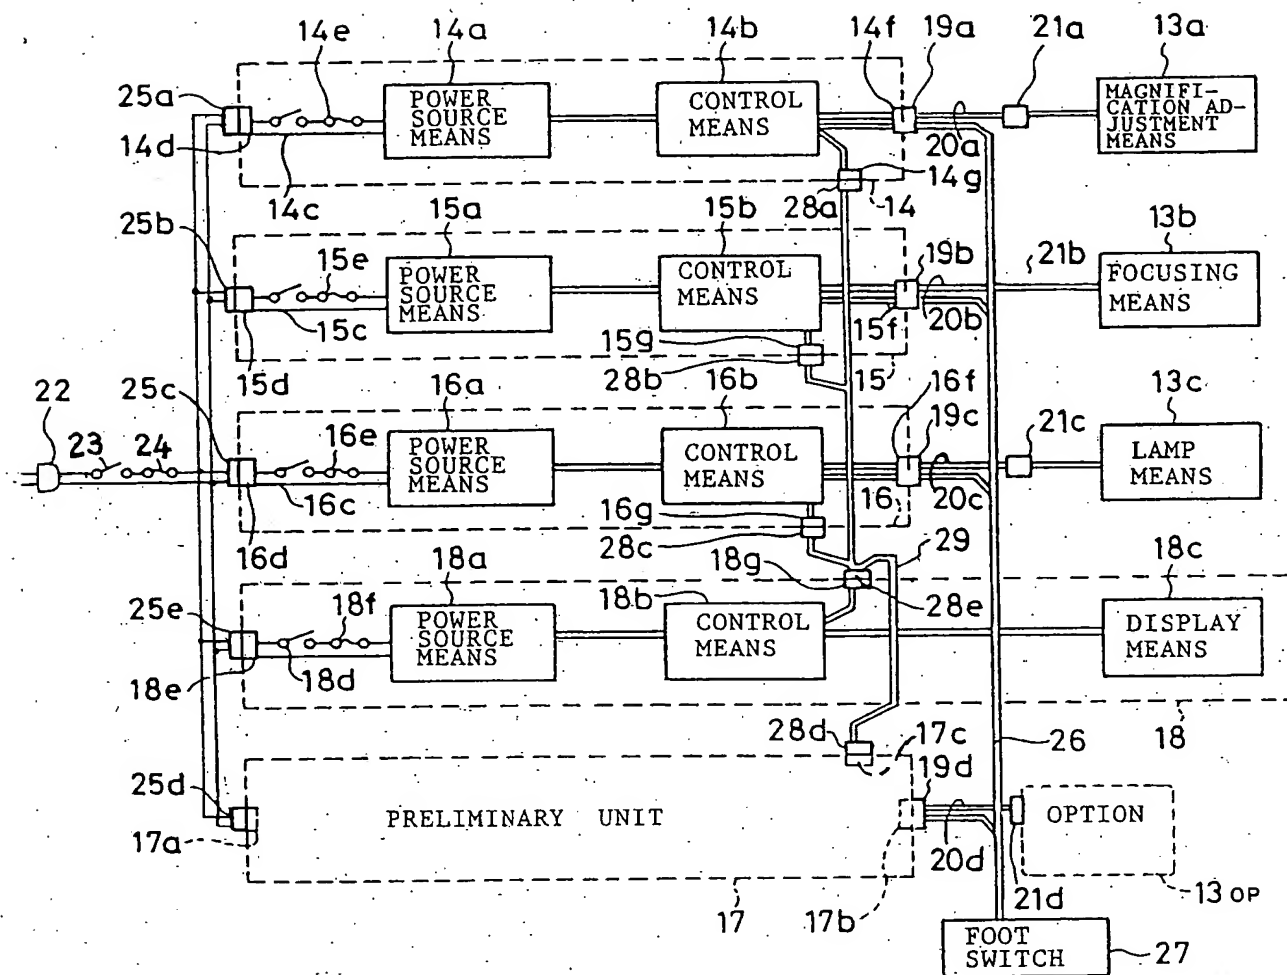 14e 14a 14b 14f 19a 21a 13a
25a
POWER
SOURCE
MEANS
CONTROL
MEANS
MAGNIFI-
CATION AD-
JUSTMENT
MEANS
14d
20a
14c
28a
14g
14
25b
15a
15b
15e
19b
21b
13b
POWER
SOURCE
MEANS
CONTROL
MEANS
FOCUSING
MEANS
15c
15f
20b
15g
28b
15
15d
25c
16a
16b
16f
19c
13c
22
23
24
16e
21c
POWER
SOURCE
MEANS
CONTROL
MEANS
LAMP
MEANS
16c
16
20c
16g
28c
16d
29
18a
18g
18c
25e
18f
18b
28e
POWER
SOURCE
MEANS
CONTROL
MEANS
DISPLAY
MEANS
18e
18d
28d
17c
26
18
25d
19d
PRELIMINARY UNIT
OPTION
17a
20d
21d
13OP
17
17b
FOOT
SWITCH
27